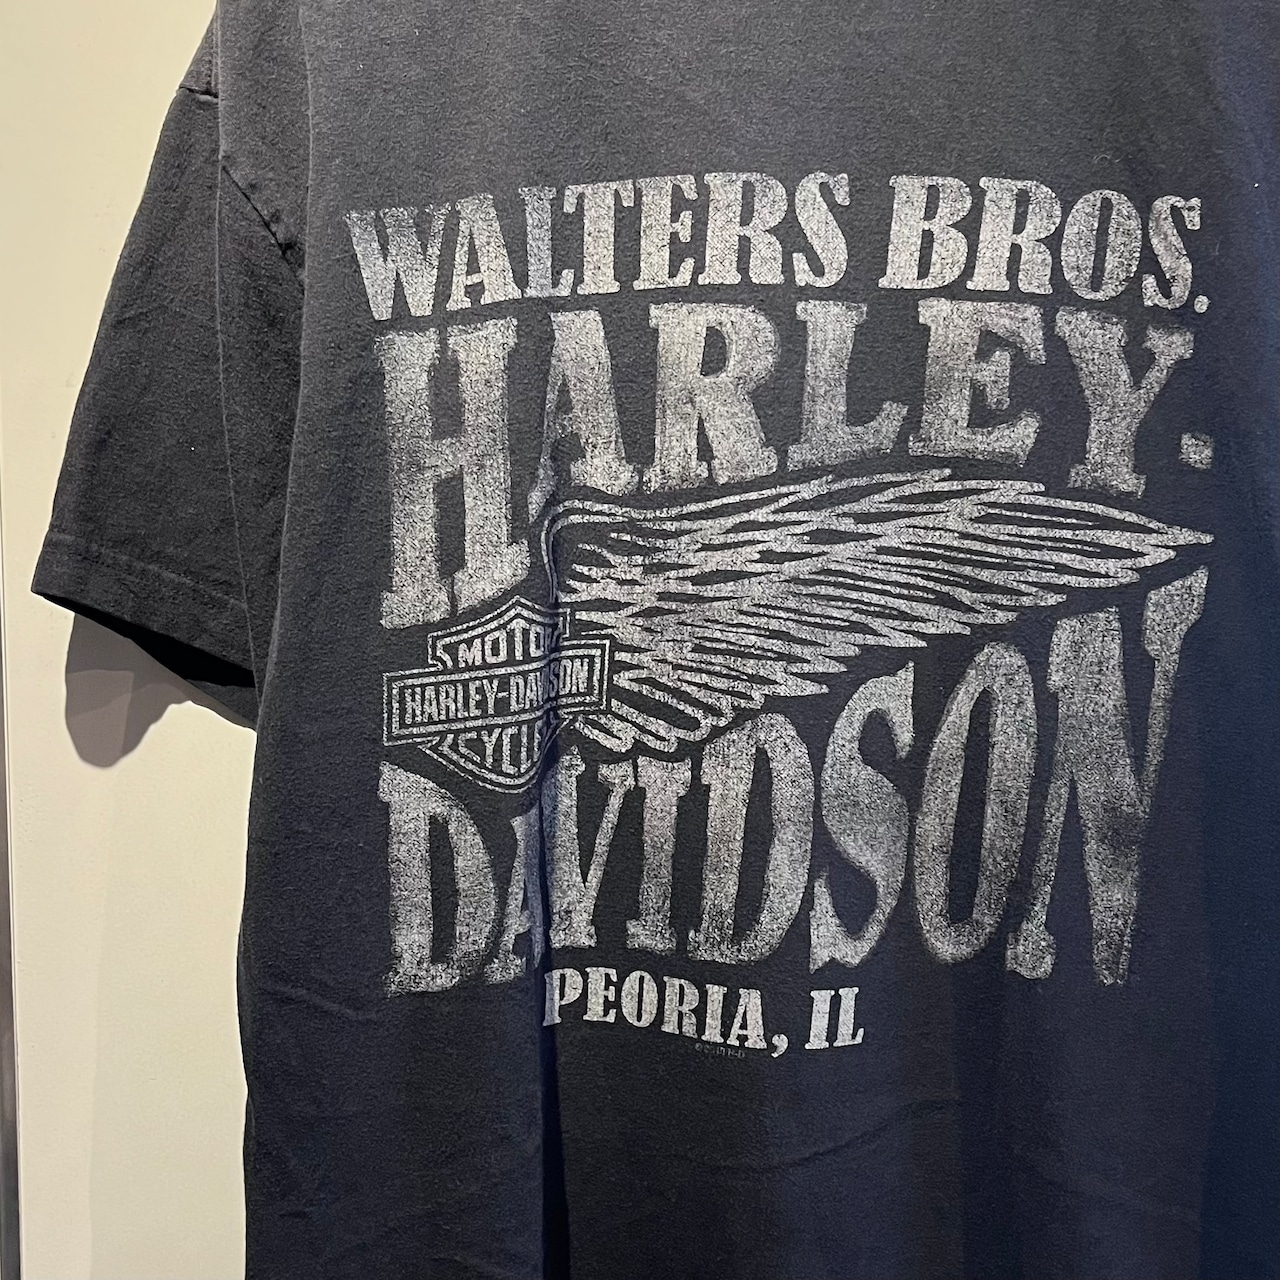 WALTERS BROS.
HARLEY-
MOTOR
HARLEY-DAVIDSON
CYCLES
DAVIDSON
PEORIA, IL